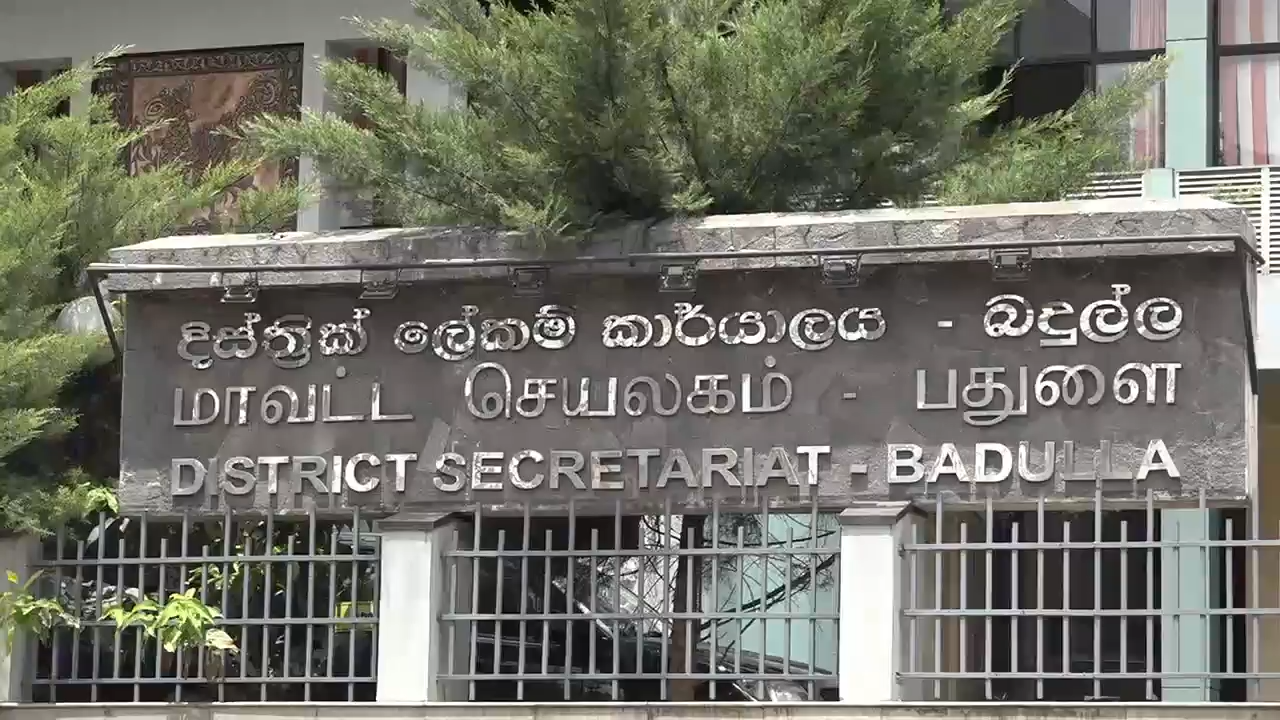 දිස්ත්‍රික් ලේකම් කාර්යාලය - බදුල්ල
மாவட்ட செயலகம் - பதுளை
DISTRICT SECRETARIAT - BADULLA